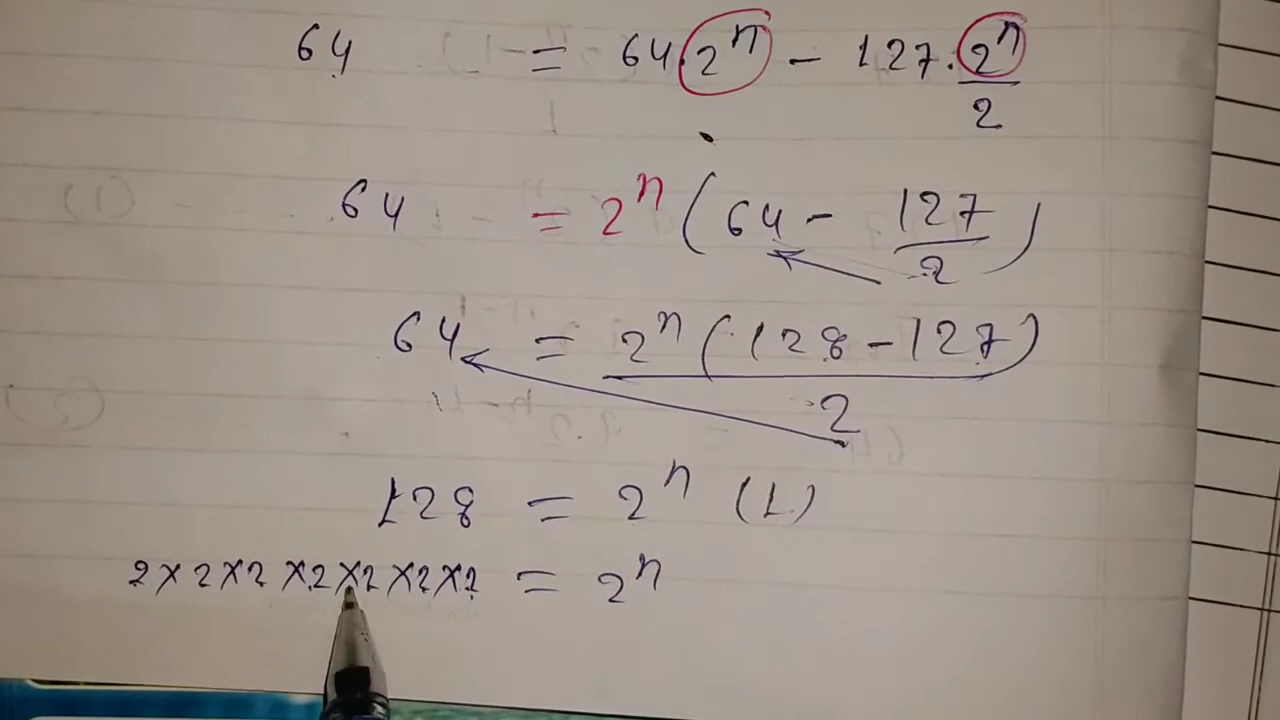 64 = 64.2^n - 127.2^n/2
64 = 2^n (64 - 127/2)
64 = 2^n (128 - 127)/2
128 = 2^n (1)
2 × 2 × 2 × 2 × 2 × 2 × 2 = 2^n